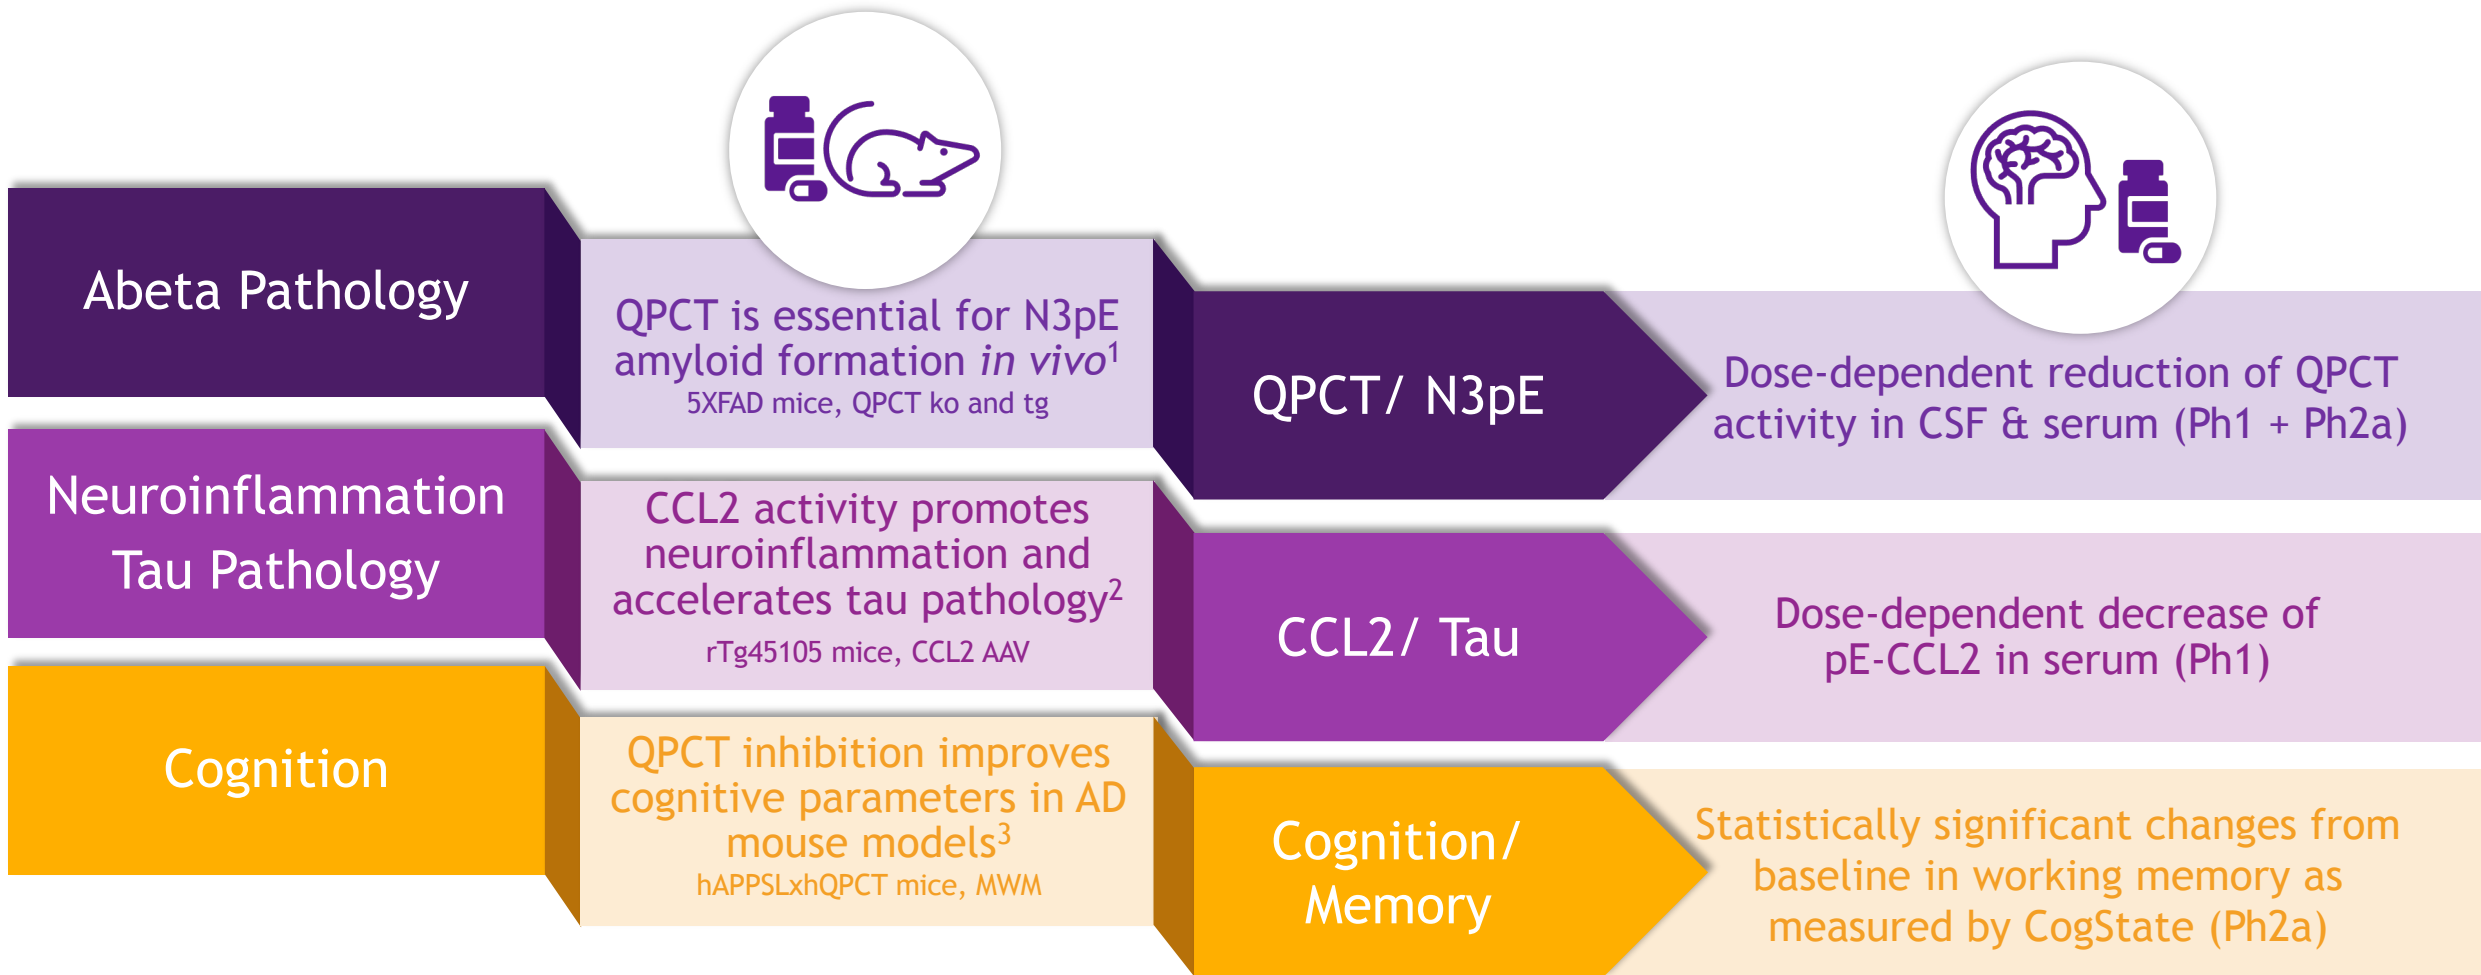 Abeta Pathology
QPCT is essential for N3pE
amyloid formation in vivo1
5XFAD mice, QPCT ko and tg
QPCT/ N3pE
Dose-dependent reduction of QPCT
activity in CSF & serum (Ph1 + Ph2a)
Neuroinflammation
Tau Pathology
CCL2 activity promotes
neuroinflammation and
accelerates tau pathology2
rTg45105 mice, CCL2 AAV
CCL2/ Tau
Dose-dependent decrease of
pE-CCL2 in serum (Ph1)
Cognition
QPCT inhibition improves
cognitive parameters in AD
mouse models3
hAPPSLxhQPCT mice, MWM
Cognition/
Memory
Statistically significant changes from
baseline in working memory as
measured by CogState (Ph2a)